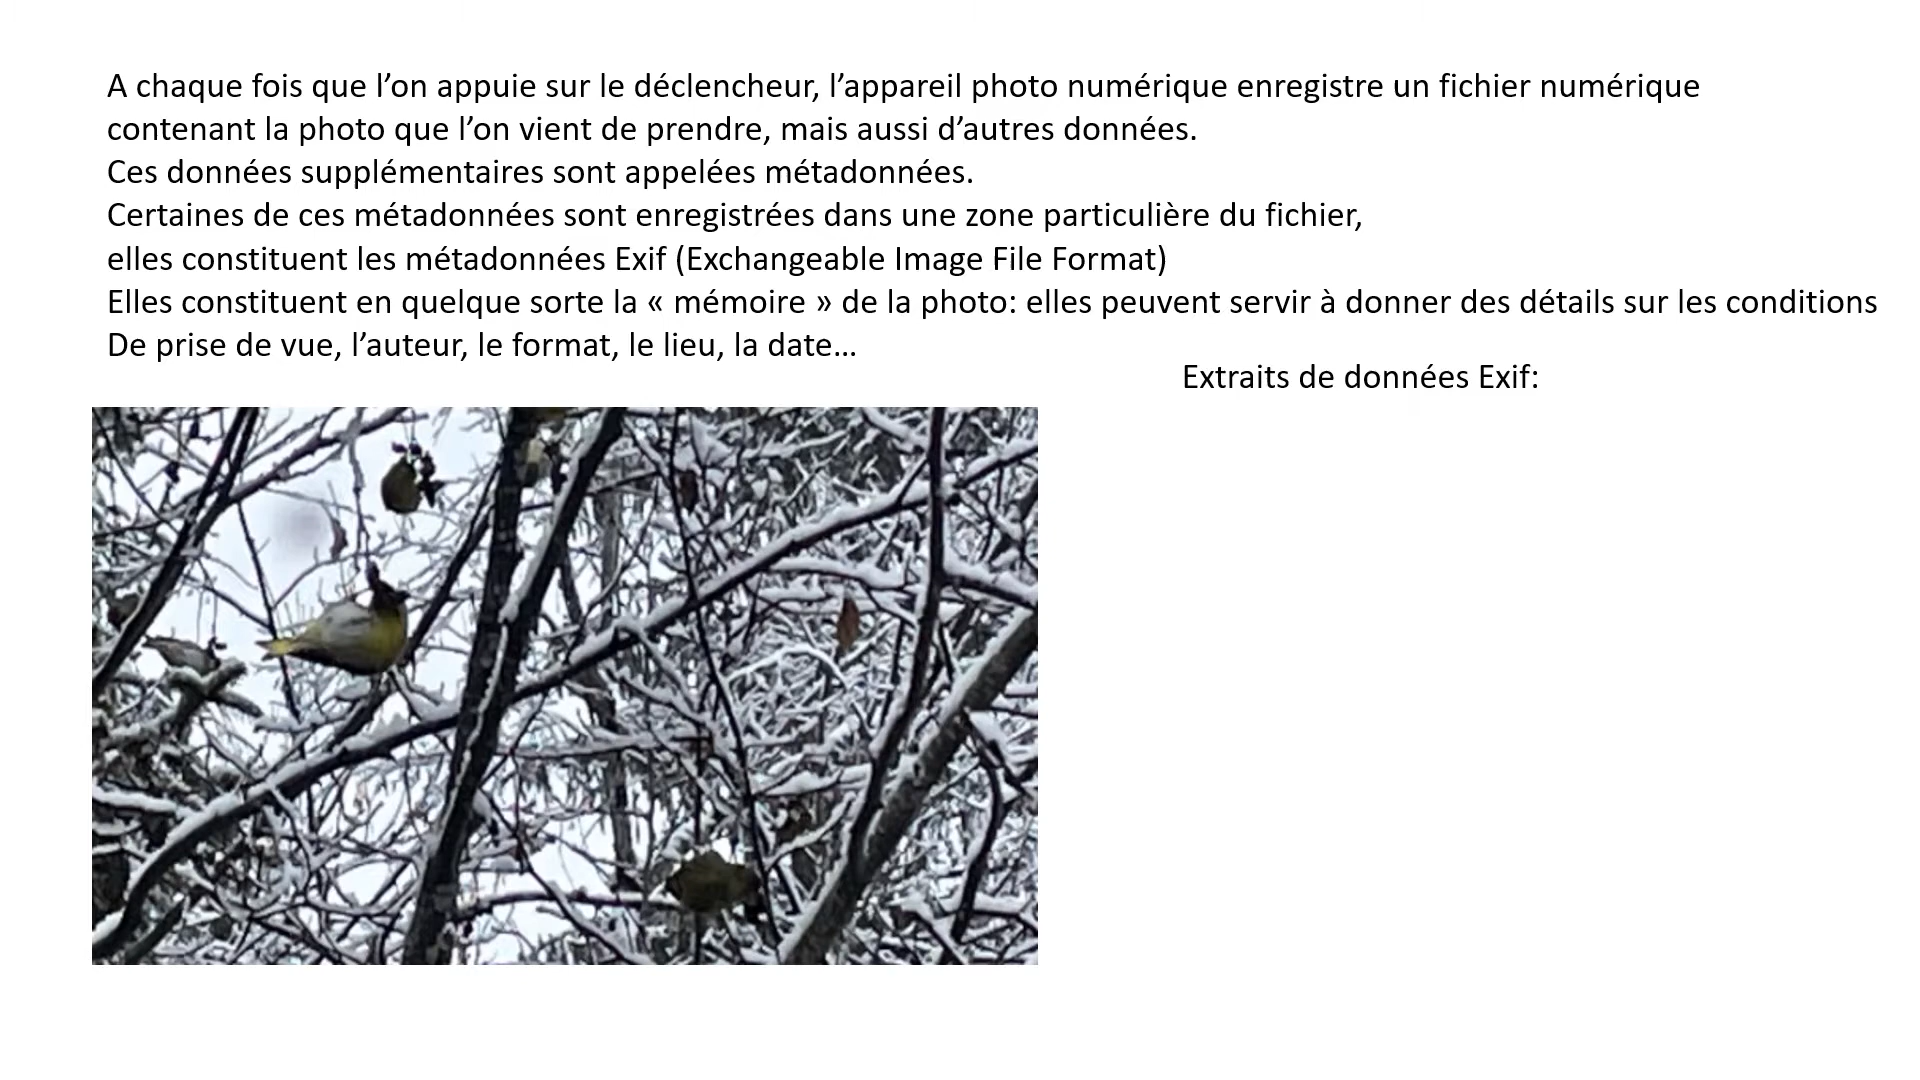 A chaque fois que l’on appuie sur le déclencheur, l’appareil photo numérique enregistre un fichier numérique
contenant la photo que l’on vient de prendre, mais aussi d’autres données.
Ces données supplémentaires sont appelées métadonnées.
Certaines de ces métadonnées sont enregistrées dans une zone particulière du fichier,
elles constituent les métadonnées Exif (Exchangeable Image File Format)
Elles constituent en quelque sorte la « mémoire » de la photo: elles peuvent servir à donner des détails sur les conditions
De prise de vue, l’auteur, le format, le lieu, la date…
Extraits de données Exif: